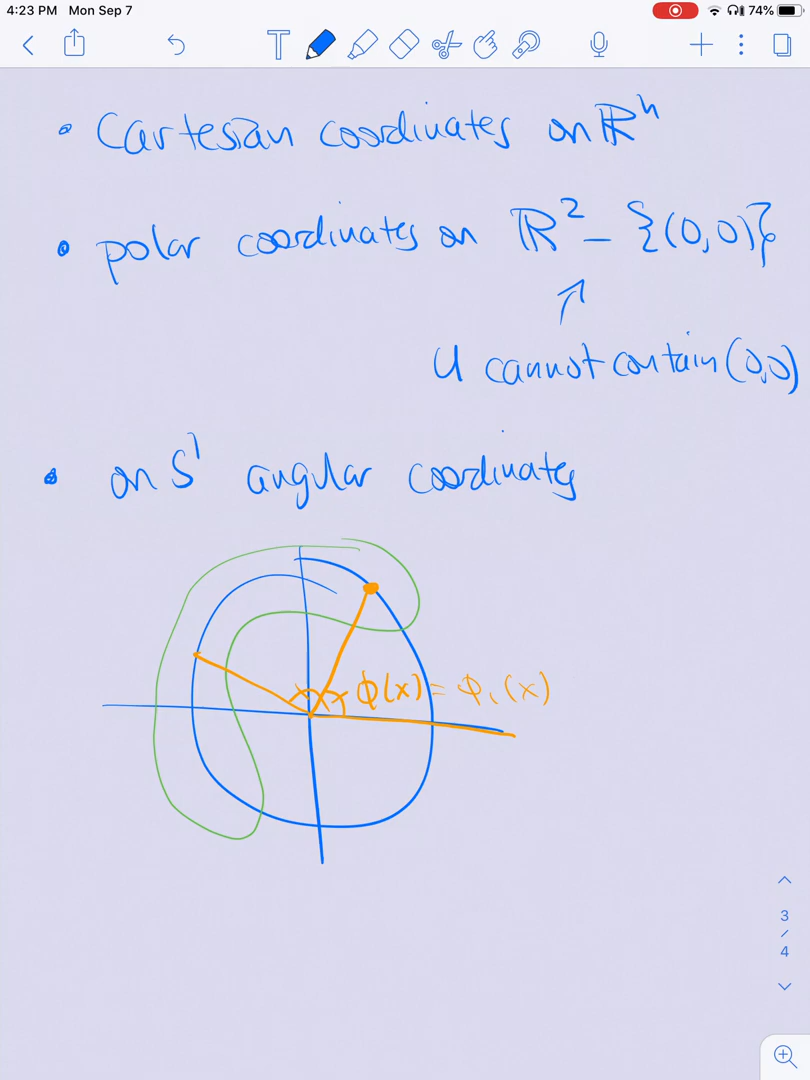 4:23 PM Mon Sep 7 74%
T
• Cartesian coordinates on ℝⁿ
• polar coordinates on ℝ² – {(0,0)}
U cannot contain (0,0)
• on S¹ angular coordinates
ϕ(x) = ϕ₁(x)
3
/
4